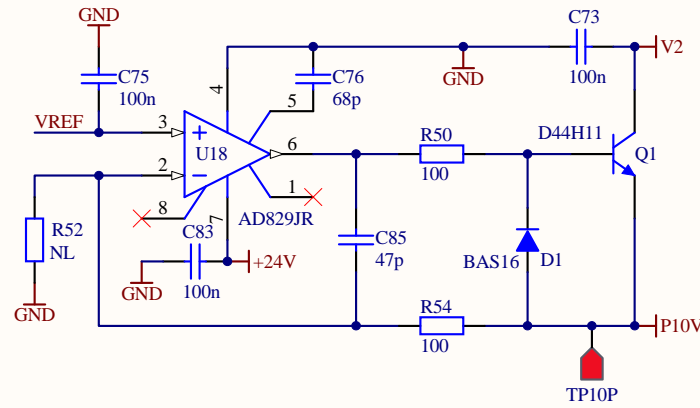 GND
C73
V2
C75
100n
4
C76
68p
5
GND
100n
VREF
3
U18
6
R50
100
D44H11
Q1
2
1
8
7
AD829JR
R52
NL
C83
100n
GND
+24V
C85
47p
BAS16
D1
GND
R54
100
P10V
TP10P